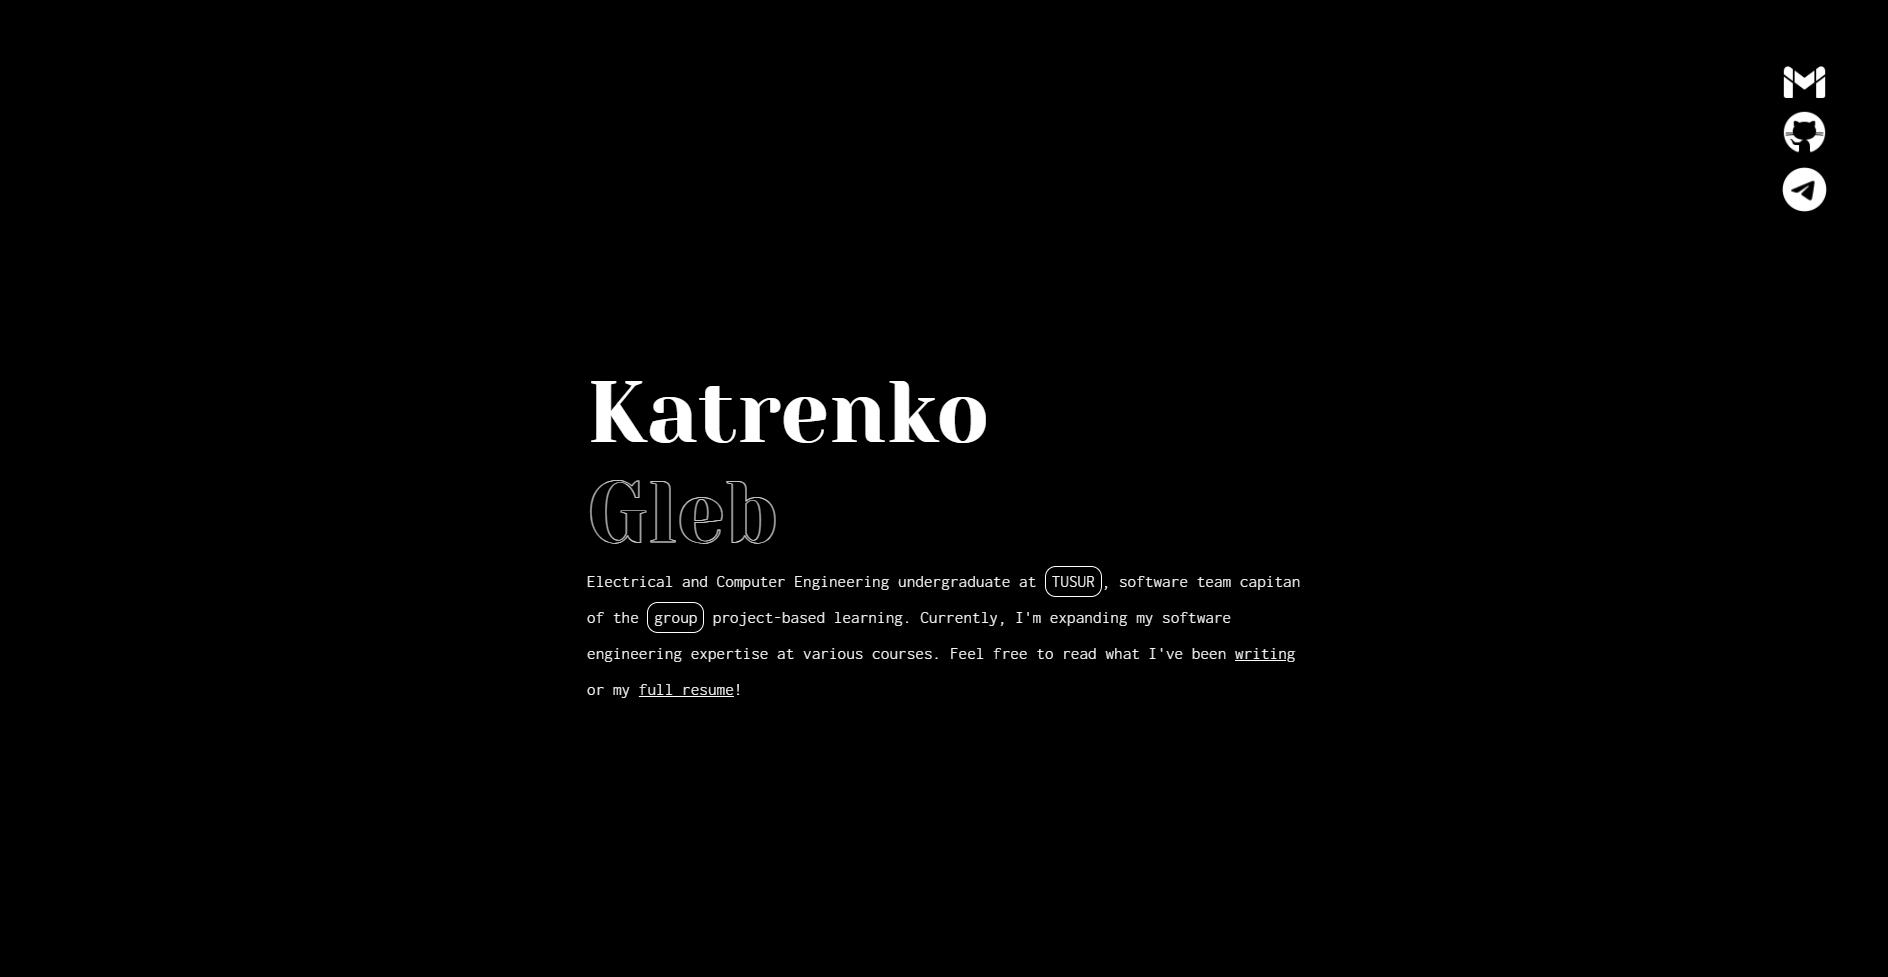 Katrenko
Gleb
Electrical and Computer Engineering undergraduate at TUSUR, software team capitan
of the group project-based learning. Currently, I'm expanding my software
engineering expertise at various courses. Feel free to read what I've been writing
or my full resume!